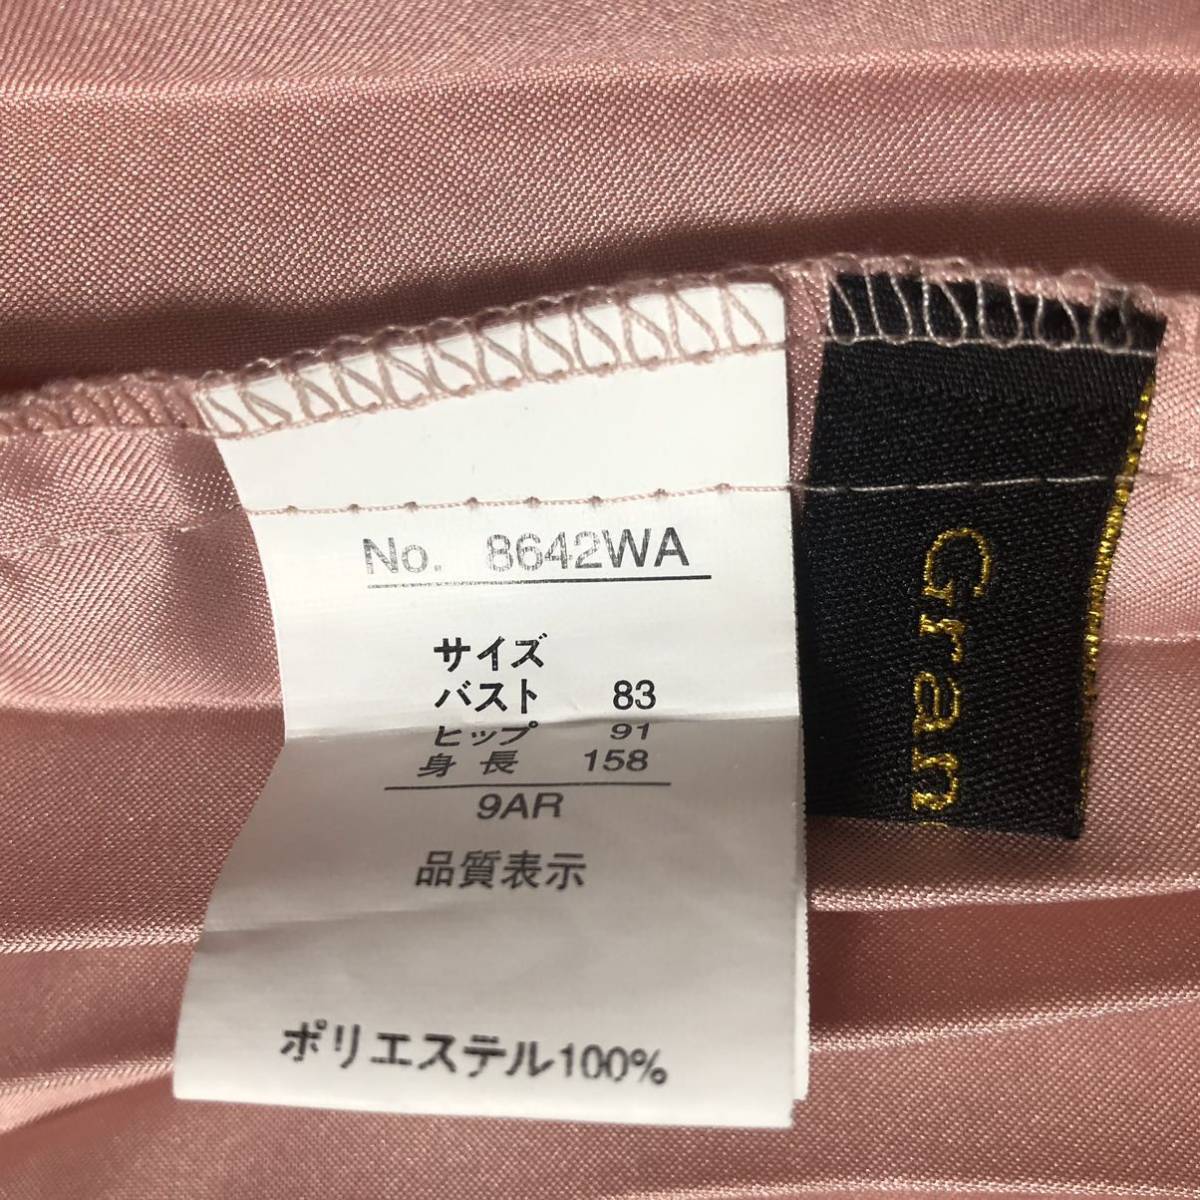 No. 8642WA
サイズ
バスト 83
ヒップ 91
身長 158
9AR
品質表示
ポリエステル100%
Gran